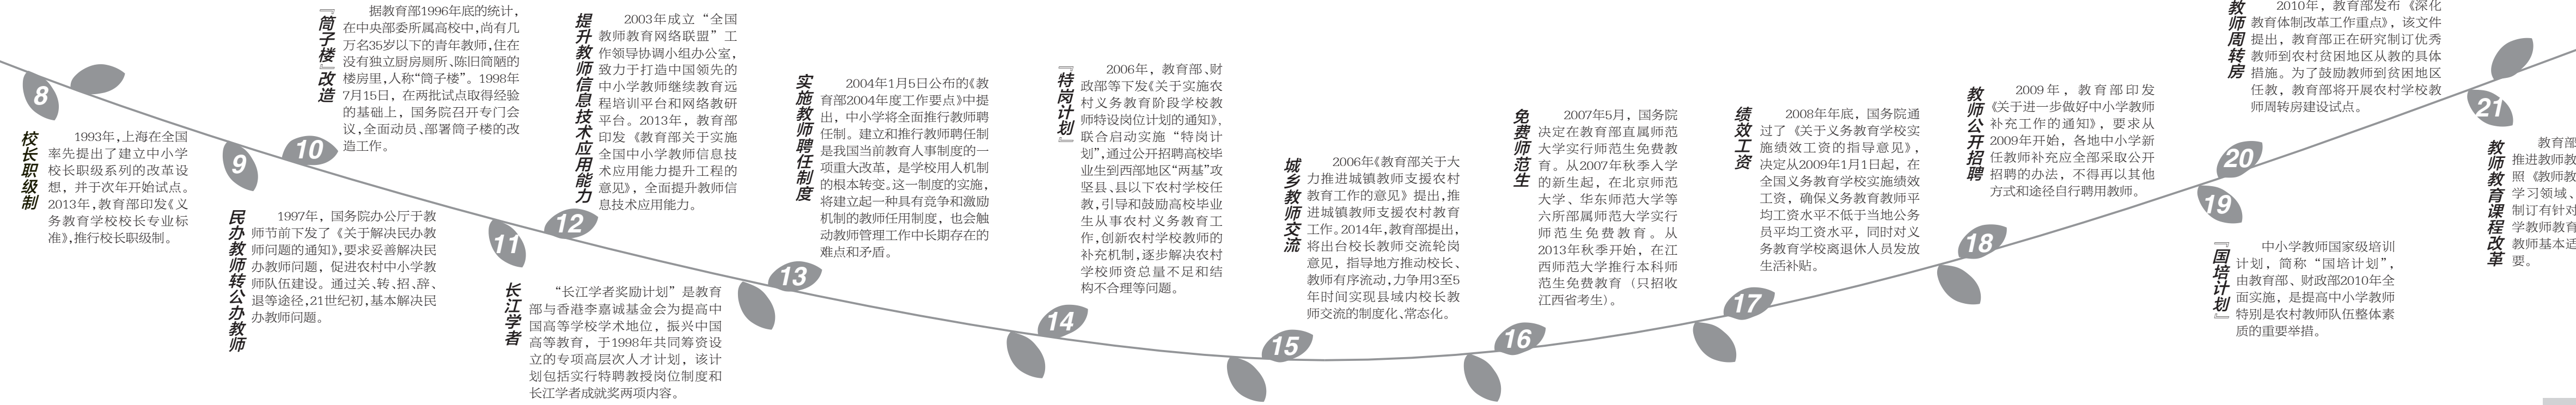 8
校长职级制
1993年,上海在全国
率先提出了建立中小学
校长职级系列的改革设
想，并于次年开始试点。
2013年,教育部印发《义
务教育学校校长专业标
准》,推行校长职级制。
9
民办教师转公办教师
1997年，国务院办公厅于教
师节前下发了《关于解决民办教
师问题的通知》,要求妥善解决民
办教师问题，促进农村中小学教
师队伍建设。通过关、转、招、辞、
退等途径,21世纪初,基本解决民
办教师问题。
10
『筒子楼』改造
据教育部1996年底的统计，
在中央部委所属高校中,尚有几
万名35岁以下的青年教师,住在
没有独立厨房厕所、陈旧简陋的
楼房里,人称“筒子楼”。1998年
7月15日，在两批试点取得经验
的基础上，国务院召开专门会
议,全面动员、部署筒子楼的改
造工作。
11
长江学者
“长江学者奖励计划”是教育
部与香港李嘉诚基金会为提高中
国高等学校学术地位，振兴中国
高等教育，于1998年共同筹资设
立的专项高层次人才计划，该计
划包括实行特聘教授岗位制度和
长江学者成就奖两项内容。
12
提升教师信息技术应用能力
2003年成立“全国
教师教育网络联盟”工
作领导协调小组办公室，
致力于打造中国领先的
中小学教师继续教育远
程培训平台和网络教研
平台。2013年，教育部
印发《教育部关于实施
全国中小学教师信息技
术应用能力提升工程的
意见》，全面提升教师信
息技术应用能力。
13
实施教师聘任制度
2004年1月5日公布的《教
育部2004年度工作要点》中提
出，中小学将全面推行教师聘
任制。建立和推行教师聘任制
是我国当前教育人事制度的一
项重大改革，是学校用人机制
的根本转变。这一制度的实施，
将建立起一种具有竞争和激励
机制的教师任用制度，也会触
动教师管理工作中长期存在的
难点和矛盾。
14
『特岗计划』
2006年，教育部、财
政部等下发《关于实施农
村义务教育阶段学校教
师特设岗位计划的通知》，
联合启动实施“特岗计
划”,通过公开招聘高校毕
业生到西部地区“两基”攻
坚县、县以下农村学校任
教,引导和鼓励高校毕业
生从事农村义务教育工
作,创新农村学校教师的
补充机制,逐步解决农村
学校师资总量不足和结
构不合理等问题。
15
城乡教师交流
2006年《教育部关于大
力推进城镇教师支援农村
教育工作的意见》提出,推
进城镇教师支援农村教育
工作。2014年,教育部提出，
将出台校长教师交流轮岗
意见，指导地方推动校长、
教师有序流动,力争用3至5
年时间实现县域内校长教
师交流的制度化、常态化。
16
免费师范生
2007年5月，国务院
决定在教育部直属师范
大学实行师范生免费教
育。从2007年秋季入学
的新生起，在北京师范
大学、华东师范大学等
六所部属师范大学实行
师范生免费教育。从
2013年秋季开始，在江
西师范大学推行本科师
范生免费教育（只招收
江西省考生）。
17
绩效工资
2008年年底，国务院通
过了《关于义务教育学校实
施绩效工资的指导意见》，
决定从2009年1月1日起，在
全国义务教育学校实施绩效
工资，确保义务教育教师平
均工资水平不低于当地公务
员平均工资水平，同时对义
务教育学校离退休人员发放
生活补贴。
18
教师公开招聘
2009年，教育部印发
《关于进一步做好中小学教师
补充工作的通知》，要求从
2009年开始，各地中小学新
任教师补充应全部采取公开
招聘的办法，不得再以其他
方式和途径自行聘用教师。
19
『国培计划』
中小学教师国家级培训
计划，简称“国培计划”，
由教育部、财政部2010年全
面实施，是提高中小学教师
特别是农村教师队伍整体素
质的重要举措。
20
教师周转房
2010年，教育部发布《深化
教育体制改革工作重点》，该文件
提出，教育部正在研究制订优秀
教师到农村贫困地区从教的具体
措施。为了鼓励教师到贫困地区
任教，教育部将开展农村学校教
师周转房建设试点。
21
教师教育课程改革
教育部
推进教师教
照《教师教
学习领域、
制订有针对
学教师教育
教师基本适
要。